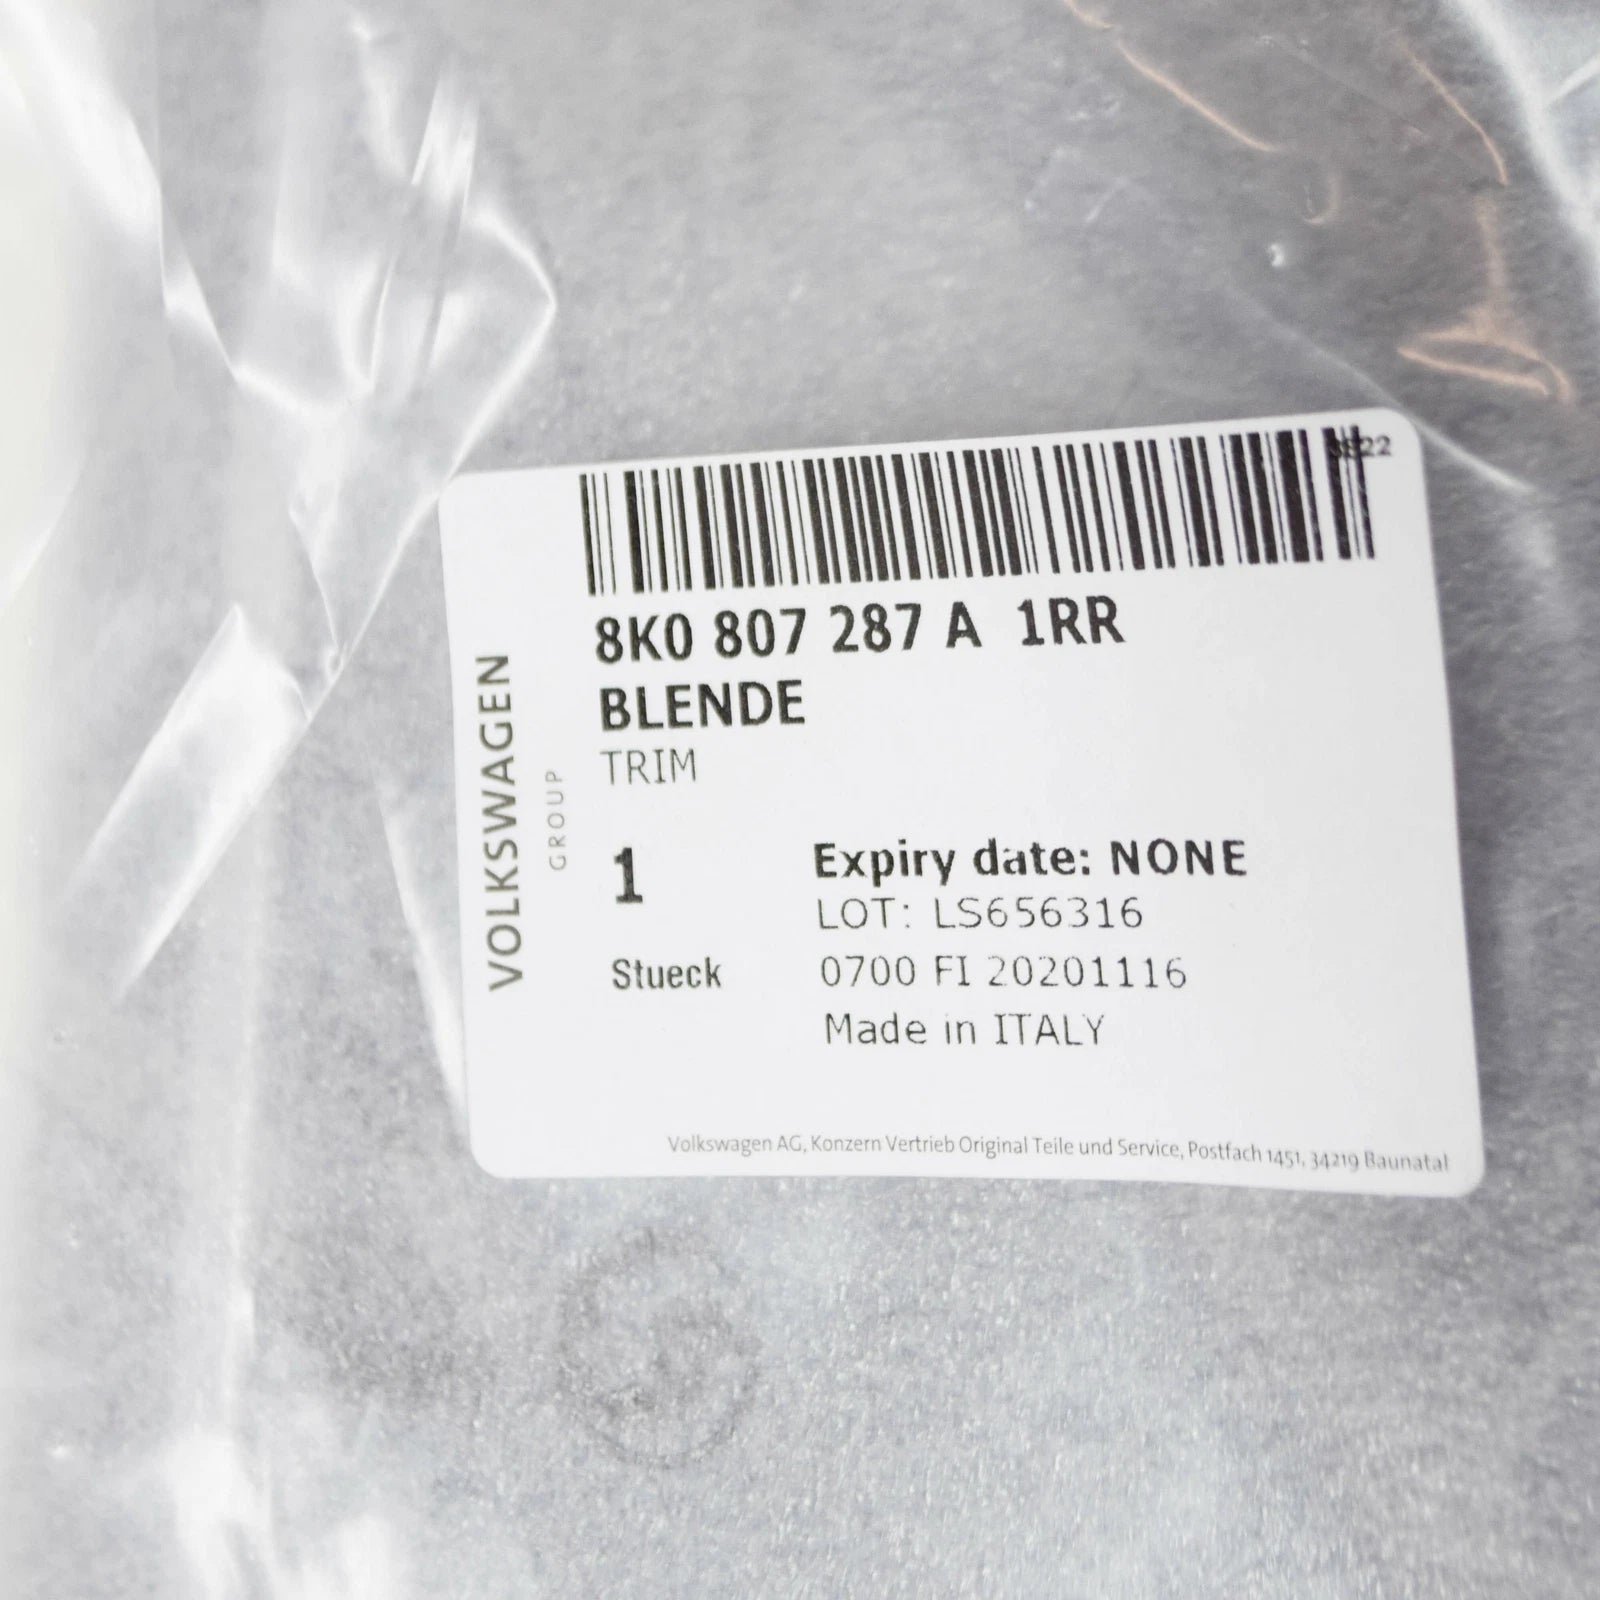 8K0 807 287 A 1RR
BLENDE
TRIM
VOLKSWAGEN
GROUP
1
Stueck
Expiry date: NONE
LOT: LS656316
0700 FI 20201116
Made in ITALY
Volkswagen AG, Konzern Vertrieb Original Teile und Service, Postfach 1451, 34219 Baunatal